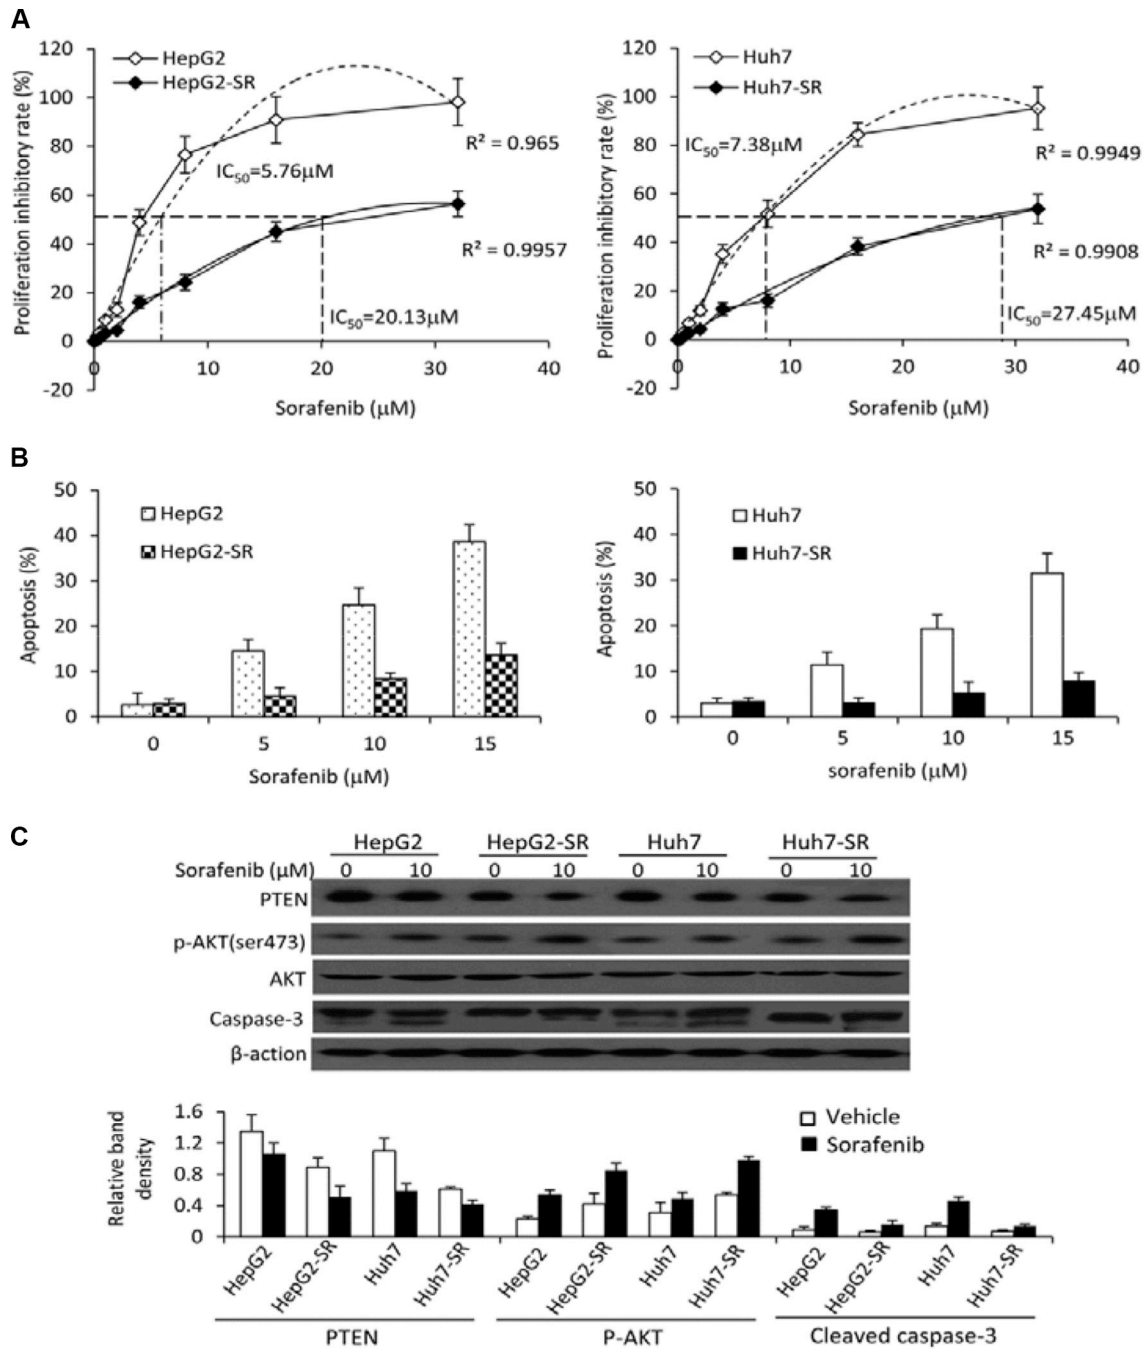 A
Proliferation inhibitory rate (%)
120
100
80
60
40
20
0
-20
HepG2
HepG2-SR
IC50=5.76μM
R² = 0.965
R² = 0.9957
IC50=20.13μM
0 10 20 30 40
Sorafenib (μM)
Proliferation inhibitory rate (%)
120
100
80
60
40
20
0
-20
Huh7
Huh7-SR
IC50=7.38μM
R² = 0.9949
R² = 0.9908
IC50=27.45μM
0 10 20 30 40
Sorafenib (μM)
B
Apoptosis (%)
50
40
30
20
10
0
HepG2
HepG2-SR
0 5 10 15
Sorafenib (μM)
Apoptosis (%)
50
40
30
20
10
0
Huh7
Huh7-SR
0 5 10 15
sorafenib (μM)
C
HepG2 HepG2-SR Huh7 Huh7-SR
Sorafenib (μM) 0 10 0 10 0 10 0 10
PTEN
p-AKT(ser473)
AKT
Caspase-3
β-action
Relative band
density
1.6
1.2
0.8
0.4
0
Vehicle
Sorafenib
HepG2 HepG2-SR Huh7 Huh7-SR HepG2 HepG2-SR Huh7 Huh7-SR HepG2 HepG2-SR Huh7 Huh7-SR
PTEN P-AKT Cleaved caspase-3